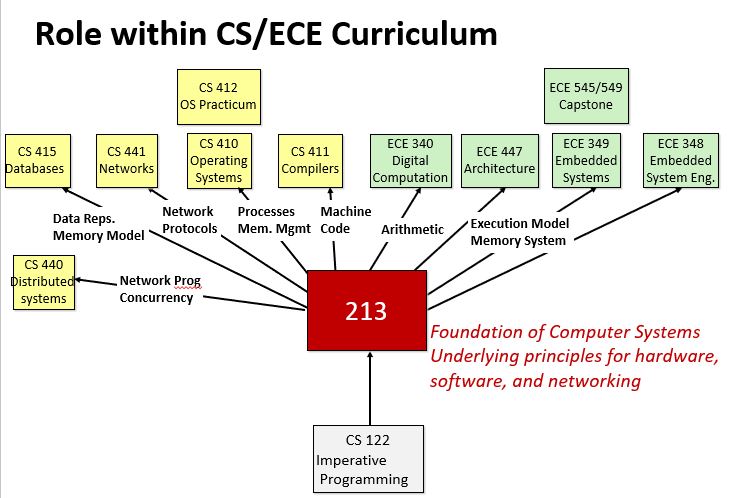 Role within CS/ECE Curriculum
CS 412
OS Practicum
ECE 545/549
Capstone
CS 415
Databases
CS 441
Networks
CS 410
Operating
Systems
CS 411
Compilers
ECE 340
Digital
Computation
ECE 447
Architecture
ECE 349
Embedded
Systems
ECE 348
Embedded
System Eng.
Data Reps.
Memory Model
Network
Protocols
Processes
Mem. Mgmt
Machine
Code
Arithmetic
Execution Model
Memory System
CS 440
Distributed
systems
Network Prog
Concurrency
213
Foundation of Computer Systems
Underlying principles for hardware,
software, and networking
CS 122
Imperative
Programming